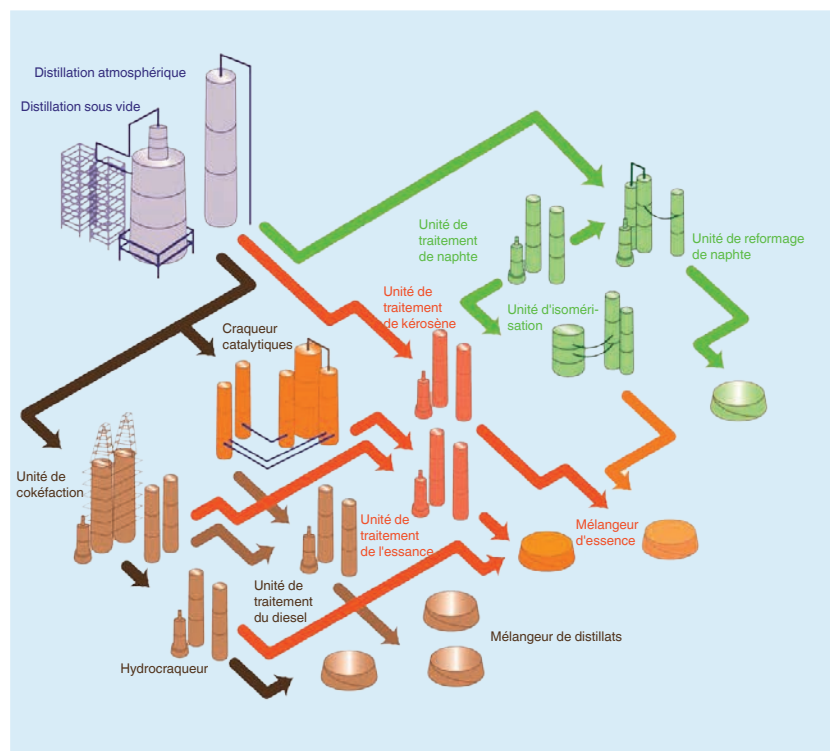 Distillation atmosphérique
Distillation sous vide
Unité de
traitement
de naphte
Unité de reformage
de naphte
Unité de
traitement
de kérosène
Unité d'isoméri-
sation
Craqueur
catalytiques
Unité de
cokéfaction
Unité de
traitement
de l'essance
Mélangeur
d'essence
Unité de
traitement
du diesel
Mélangeur de distillats
Hydrocraqueur